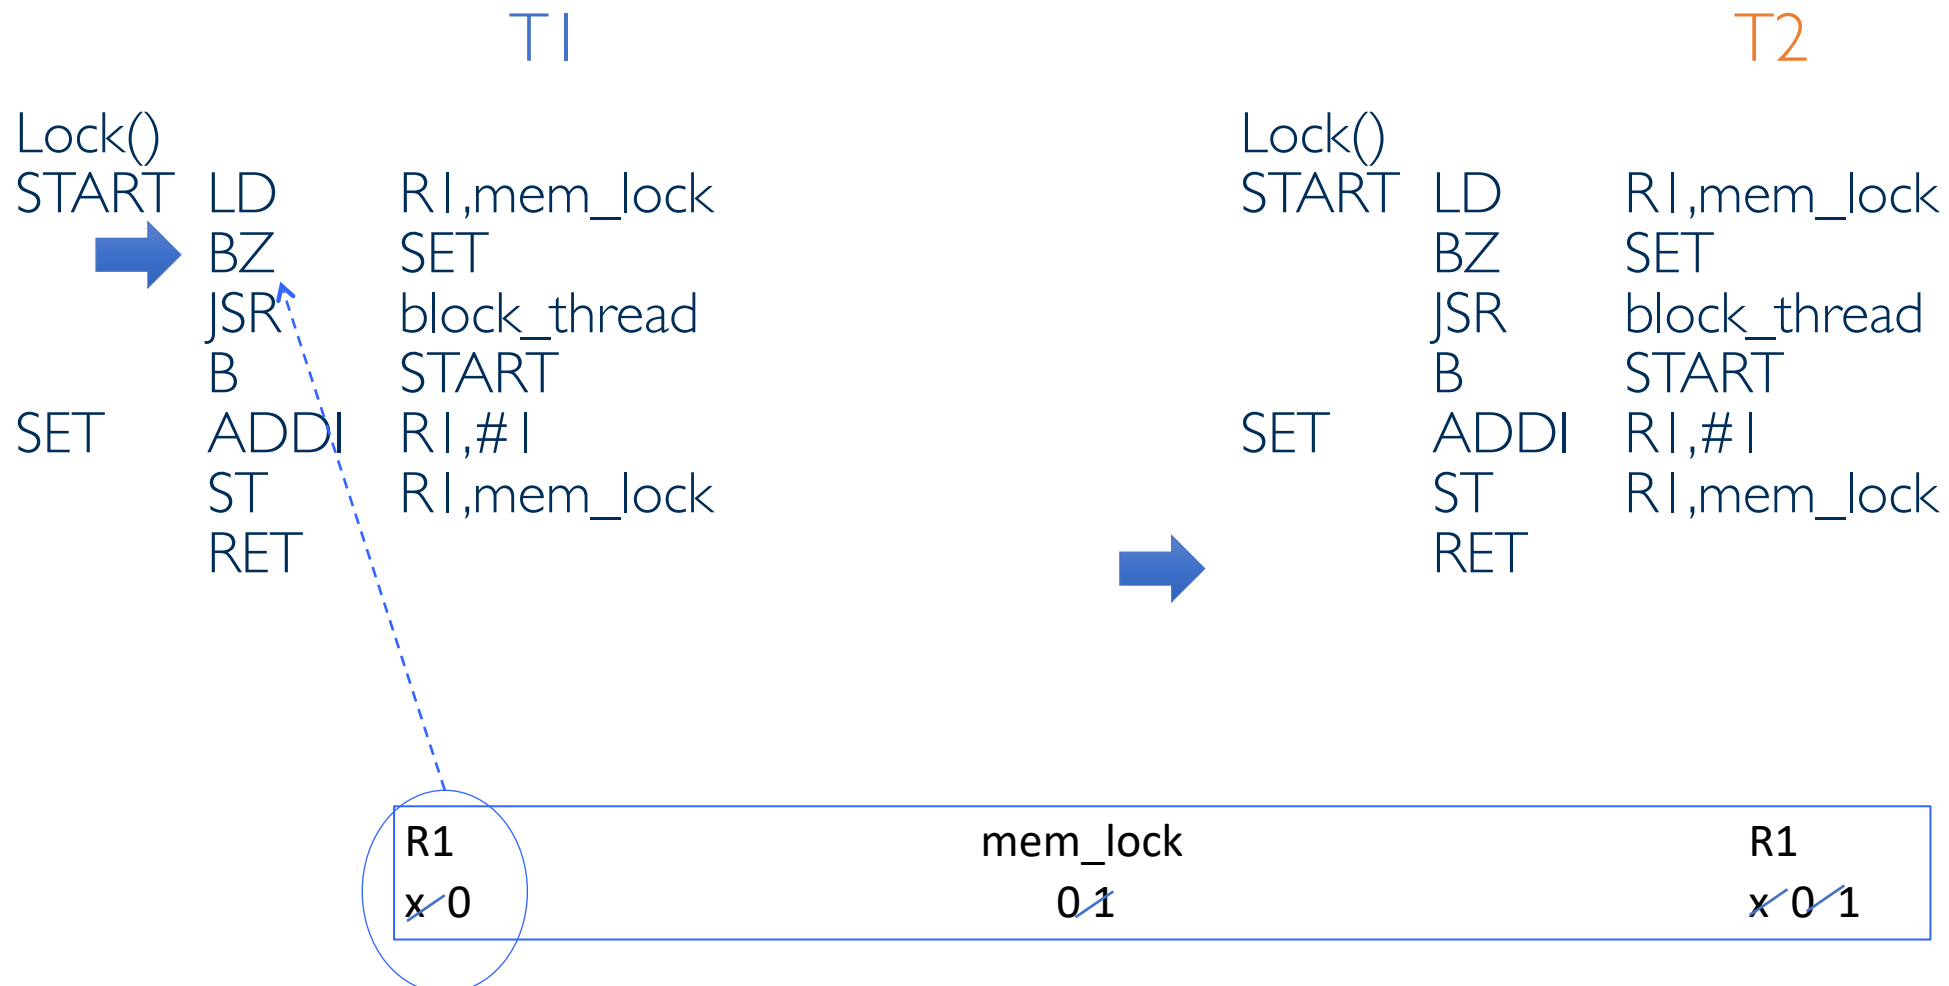 T1
T2
Lock()
START LD R1,mem_lock
BZ SET
JSR block_thread
B START
SET ADDI R1,#1
ST R1,mem_lock
RET
Lock()
START LD R1,mem_lock
BZ SET
JSR block_thread
B START
SET ADDI R1,#1
ST R1,mem_lock
RET
R1 mem_lock R1
x 0 0 1 x 0 1